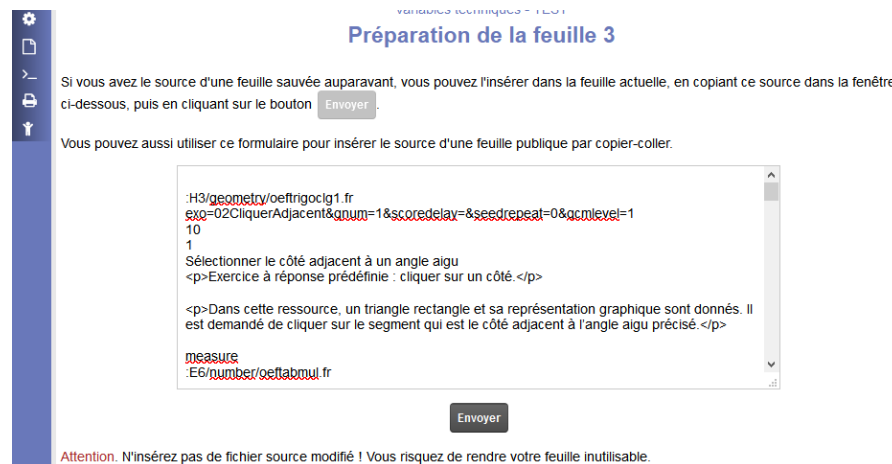 variables techniques - TEST
Préparation de la feuille 3
Si vous avez le source d'une feuille sauvée auparavant, vous pouvez l'insérer dans la feuille actuelle, en copiant ce source dans la fenêtre
ci-dessous, puis en cliquant sur le bouton Envoyer .
Vous pouvez aussi utiliser ce formulaire pour insérer le source d'une feuille publique par copier-coller.
:H3/geometry/oeftrigoclg1.fr
exo=02CliquerAdjacent&qnum=1&scoredelay=&seedrepeat=0&qcmlevel=1
10
1
Sélectionner le côté adjacent à un angle aigu
<p>Exercice à réponse prédéfinie : cliquer sur un côté.</p>
<p>Dans cette ressource, un triangle rectangle et sa représentation graphique sont donnés. Il
est demandé de cliquer sur le segment qui est le côté adjacent à l'angle aigu précisé.</p>
measure
:E6/number/oeftabmul.fr
Envoyer
Attention. N'insérez pas de fichier source modifié ! Vous risquez de rendre votre feuille inutilisable.